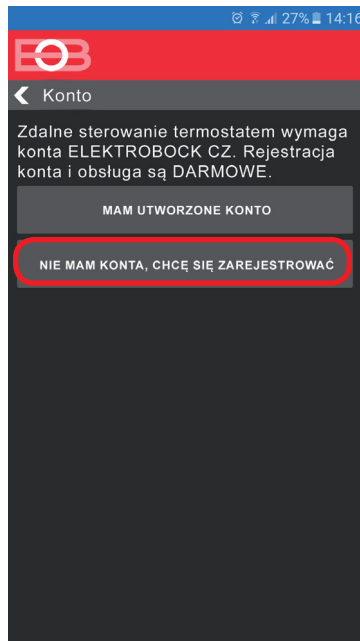 27% 14:16
EOB
Konto
Zdalne sterowanie termostatem wymaga
konta ELEKTROBOCK CZ. Rejestracja
konta i obsługa są DARMOWE.
MAM UTWORZONE KONTO
NIE MAM KONTA, CHCĘ SIĘ ZAREJESTROWAĆ